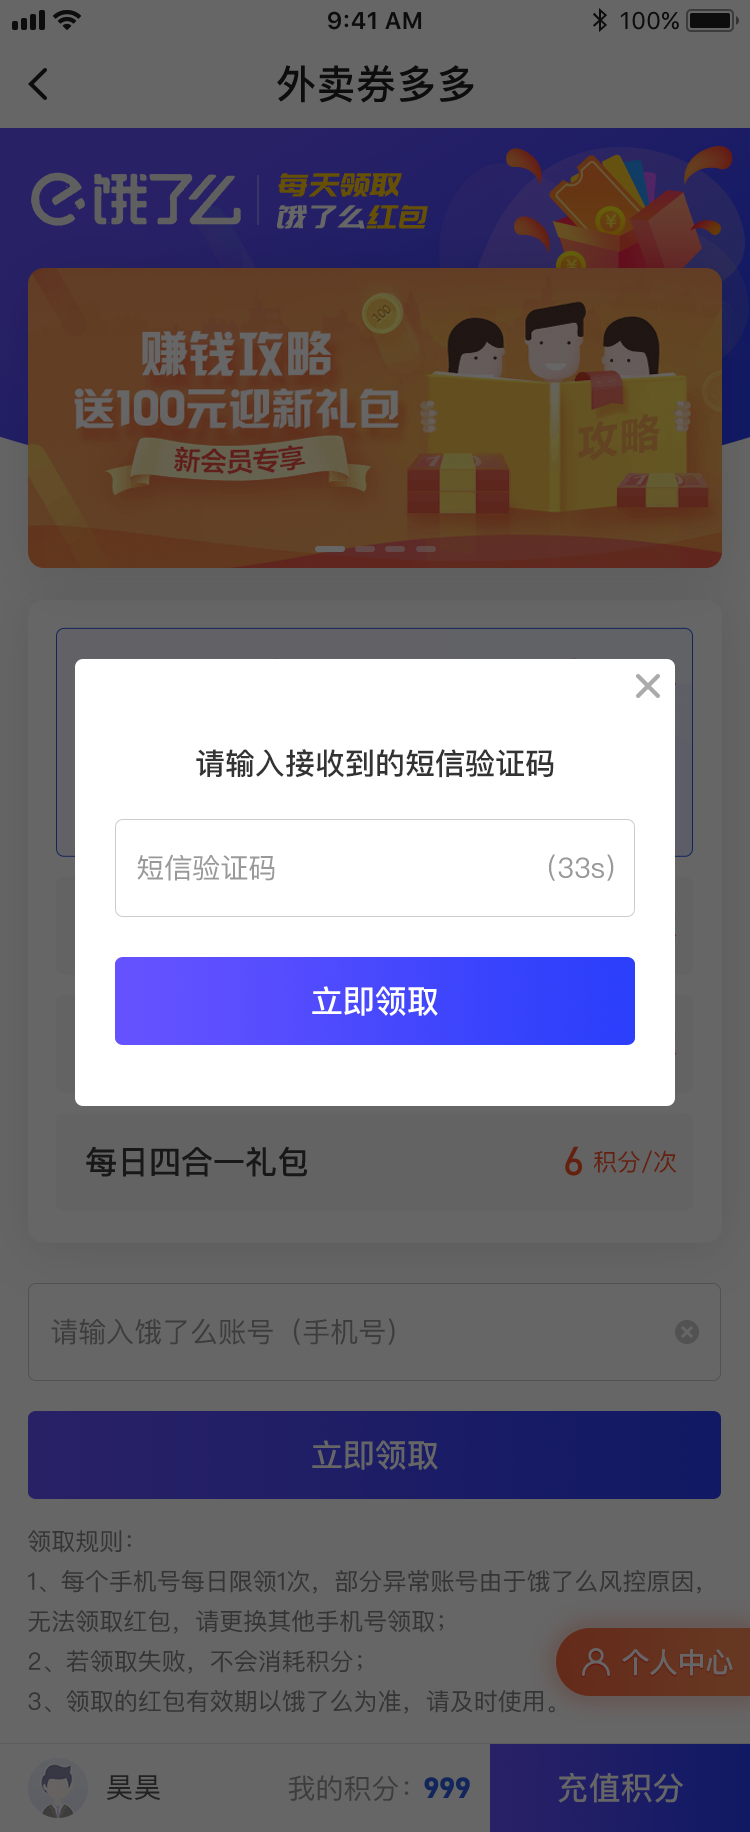 9:41 AM
100%
外卖券多多
饿了么
每天领取
饿了么红包
100
赚钱攻略
送100元迎新礼包
新会员专享
攻略
请输入接收到的短信验证码
短信验证码
(33s)
立即领取
每日四合一礼包
6 积分/次
请输入饿了么账号（手机号）
立即领取
领取规则：
1、每个手机号每日限领1次，部分异常账号由于饿了么风控原因，
无法领取红包，请更换其他手机号领取；
2、若领取失败，不会消耗积分；
3、领取的红包有效期以饿了么为准，请及时使用。
个人中心
昊昊
我的积分：999
充值积分